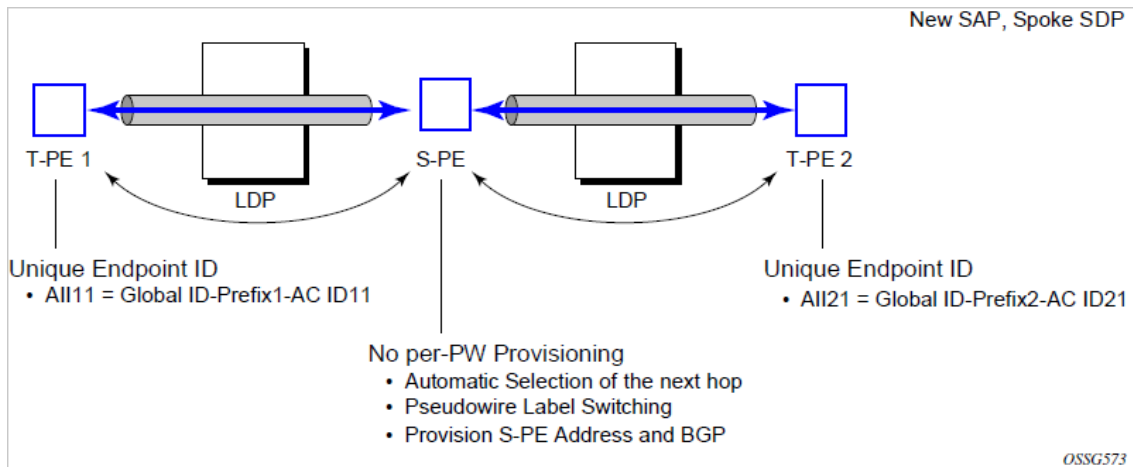 New SAP, Spoke SDP
T-PE 1
S-PE
T-PE 2
LDP
LDP
Unique Endpoint ID
• AII11 = Global ID-Prefix1-AC ID11
Unique Endpoint ID
• AII21 = Global ID-Prefix2-AC ID21
No per-PW Provisioning
• Automatic Selection of the next hop
• Pseudowire Label Switching
• Provision S-PE Address and BGP
OSSG573